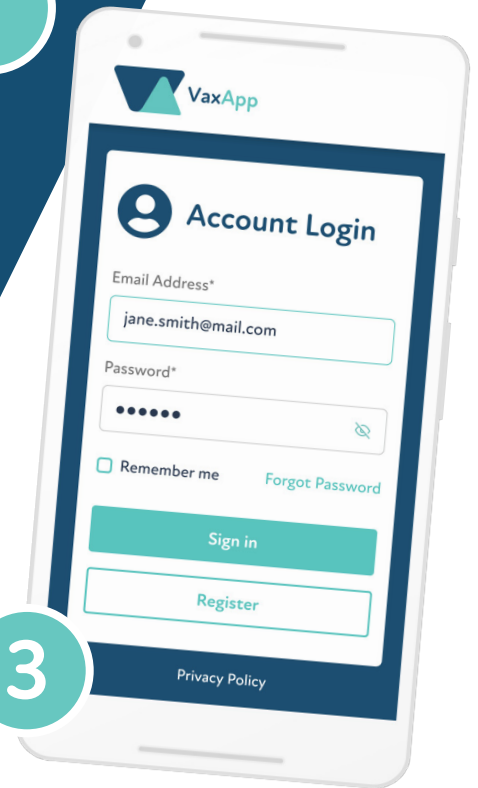 VaxApp
Account Login
Email Address*
jane.smith@mail.com
Password*
••••••
Remember me
Forgot Password
Sign in
Register
3
Privacy Policy